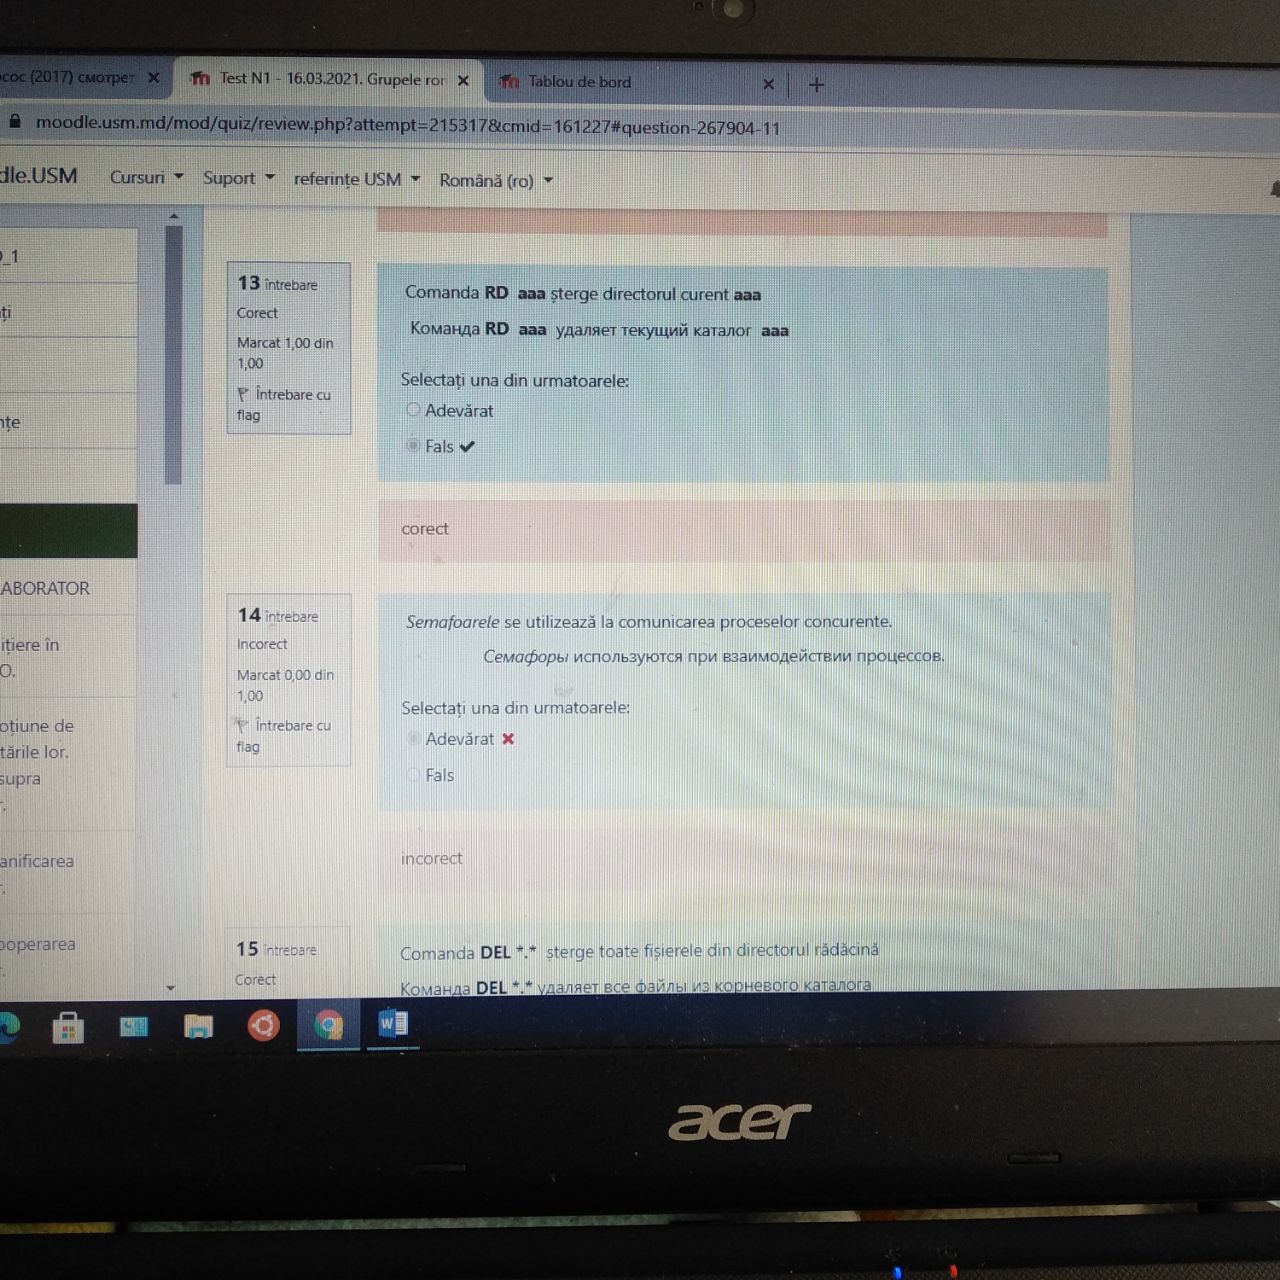 сос (2017) смотрет
Test N1 - 16.03.2021. Grupele ror
Tablou de bord
moodle.usm.md/mod/quiz/review.php?attempt=215317&cmid=161227#question-267904-11
dle.USM Cursuri Suport referințe USM Română (ro)
_1
ți
nțe
ABORATOR
ițiere în
O.
oțiune de
tările lor.
supra
r.
anificarea
r.
ooperarea
r.
13 întrebare
Corect
Marcat 1,00 din
1,00
Întrebare cu
flag
Comanda RD aaa șterge directorul curent aaa
Команда RD aaa удаляет текущий каталог aaa
Selectați una din urmatoarele:
Adevărat
Fals
corect
14 întrebare
Incorect
Marcat 0,00 din
1,00
Întrebare cu
flag
Semafoarele se utilizează la comunicarea proceselor concurente.
Семафоры используются при взаимодействии процессов.
Selectați una din urmatoarele:
Adevărat
Fals
incorect
15 întrebare
Corect
Comanda DEL *.* șterge toate fișierele din directorul rădăcină
Команда DEL *.* удаляет все файлы из корневого каталога
acer